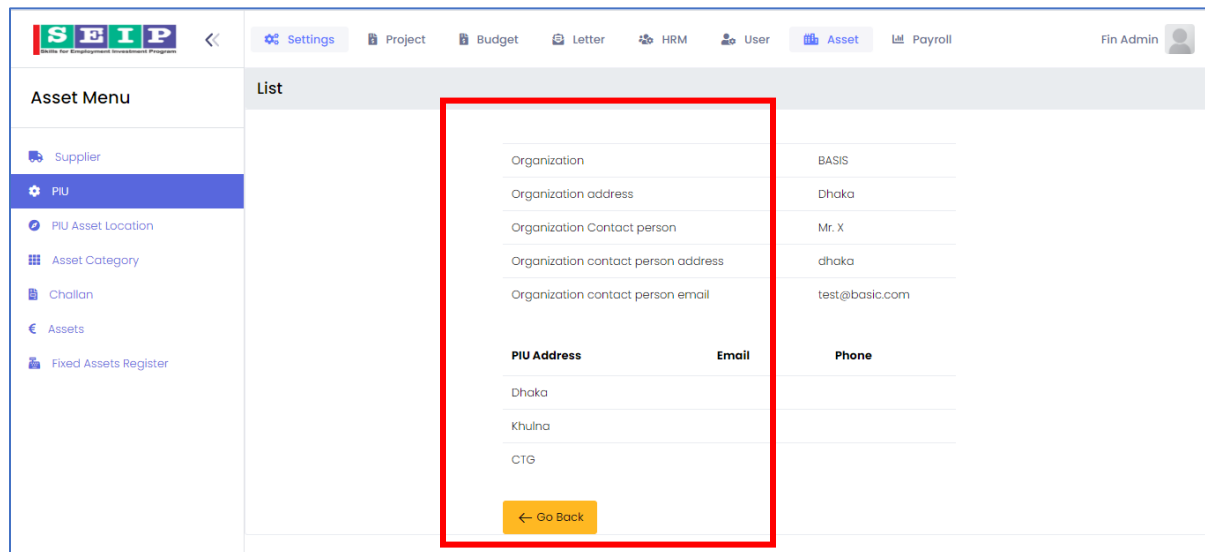 SEIP
Skills for Employment Investment Program
Settings Project Budget Letter HRM User Asset Payroll Fin Admin
Asset Menu
List
Supplier
PIU
PIU Asset Location
Asset Category
Challan
Assets
Fixed Assets Register
Organization BASIS
Organization address Dhaka
Organization Contact person Mr. X
Organization contact person address dhaka
Organization contact person email test@basic.com
PIU Address Email Phone
Dhaka
Khulna
CTG
← Go Back